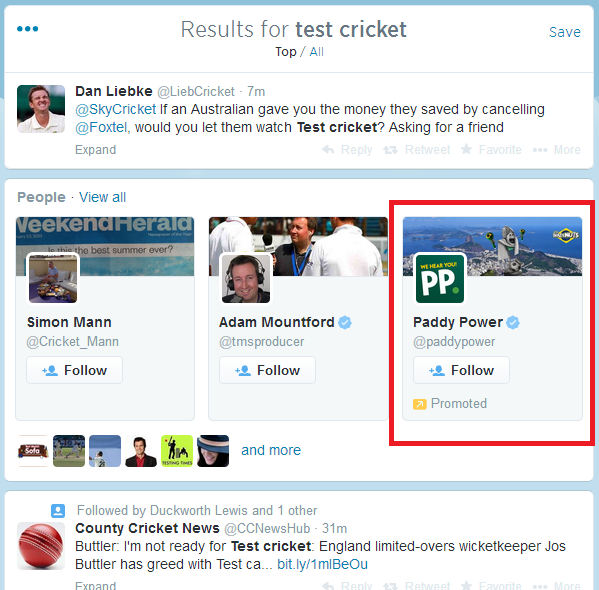 Results for test cricket
Save
Top / All
Dan Liebke @LiebCricket · 7m
@SkyCricket If an Australian gave you the money they saved by cancelling
@Foxtel, would you let them watch Test cricket? Asking for a friend
Expand
Reply
Retweet
Favorite
More
People · View all
WeekendHerald
Is this the best summer ever?
WE HEAR YOU!
PP.
Simon Mann
@Cricket_Mann
Follow
Adam Mountford
@tmsproducer
Follow
Paddy Power
@paddypower
Follow
Promoted
Sofa
TESTING TIMES
and more
Followed by Duckworth Lewis and 1 other
County Cricket News @CCNewsHub · 31m
Buttler: I'm not ready for Test cricket: England limited-overs wicketkeeper Jos
Buttler has greed with Test ca... bit.ly/1mlBeOu
Expand
Reply
Retweet
Favorite
More